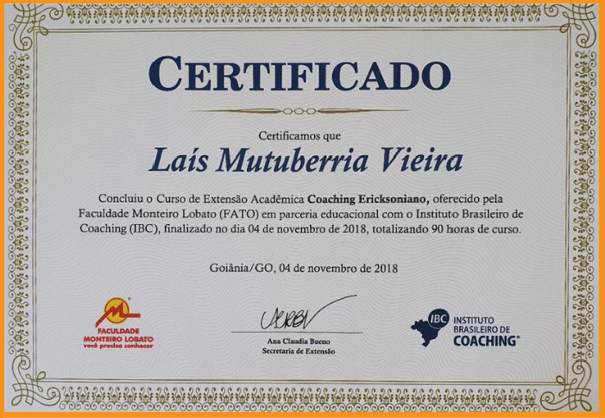 CERTIFICADO
Certificamos que
Laís Mutuberria Vieira
Concluiu o Curso de Extensão Acadêmica Coaching Ericksoniano, oferecido pela
Faculdade Monteiro Lobato (FATO) em parceria educacional com o Instituto Brasileiro de
Coaching (IBC), finalizado no dia 04 de novembro de 2018, totalizando 90 horas de curso.
Goiânia/GO, 04 de novembro de 2018
FACULDADE
MONTEIRO LOBATO
você precisa conhecer
Ana Claudia Bueno
Secretaria de Extensão
IBC
INSTITUTO
BRASILEIRO DE
COACHING®